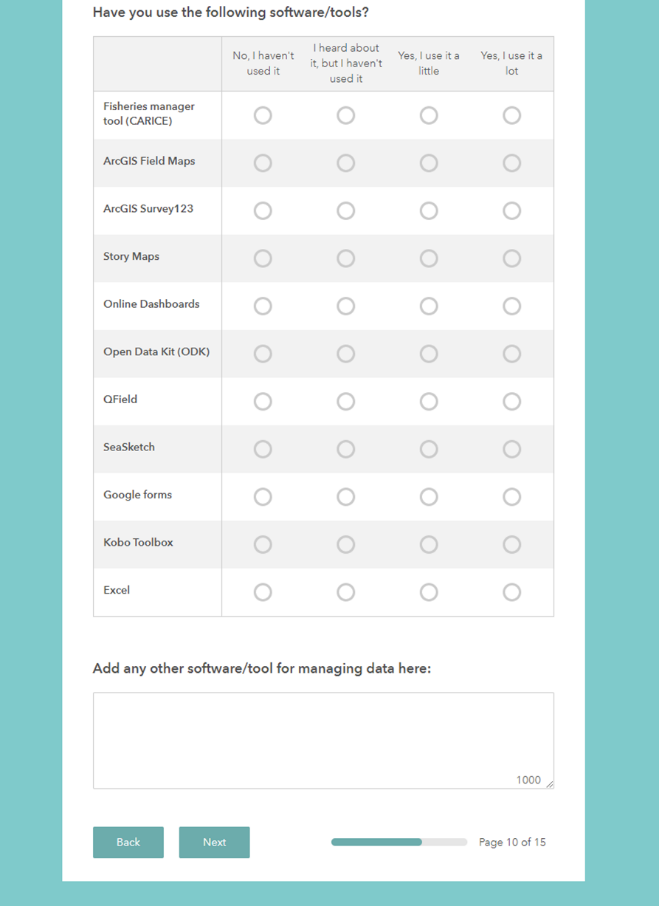 Have you use the following software/tools?
No, I haven't
used it
I heard about
it, but I haven't
used it
Yes, I use it a
little
Yes, I use it a
lot
Fisheries manager
tool (CARICE)
ArcGIS Field Maps
ArcGIS Survey123
Story Maps
Online Dashboards
Open Data Kit (ODK)
QField
SeaSketch
Google forms
Kobo Toolbox
Excel
Add any other software/tool for managing data here:
1000
Back
Next
Page 10 of 15